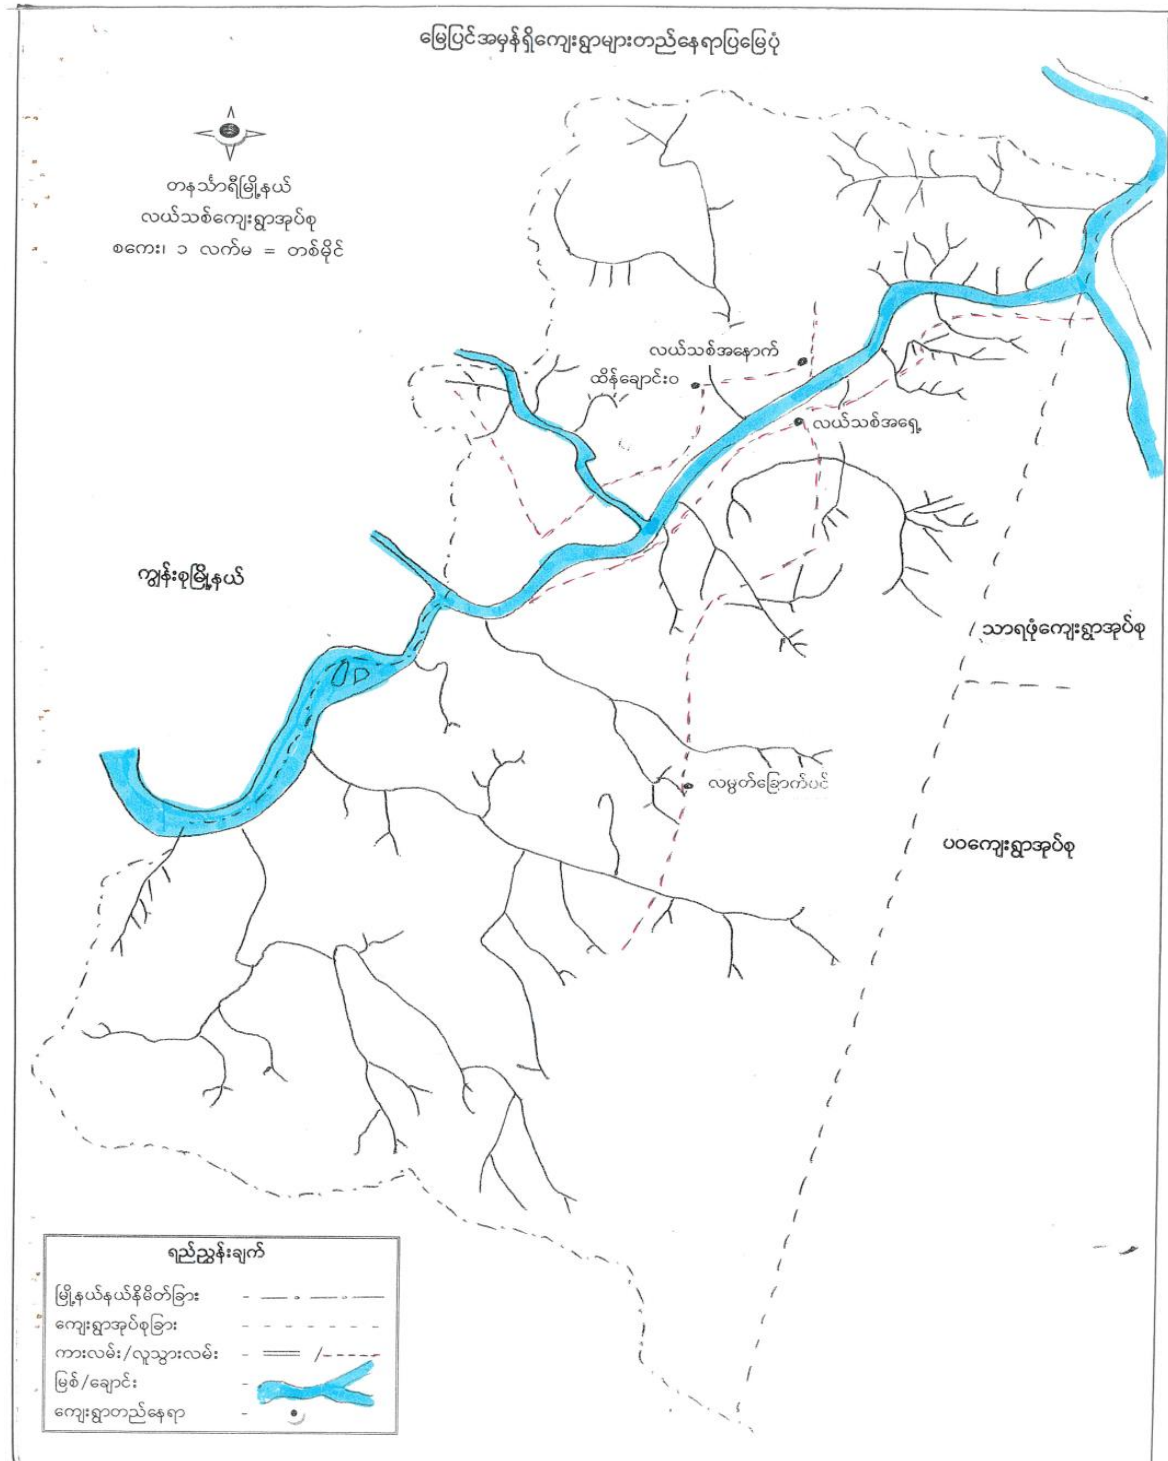 မြေပြင်အမှန်ရှိကျေးရွာများတည်နေရာပြမြေပုံ
တနင်္သာရီမြို့နယ်
လယ်သစ်ကျေးရွာအုပ်စု
စကေး၊ ၁ လက်မ = တစ်မိုင်
လယ်သစ်အနောက်
ထိန်ချောင်းဝ
လယ်သစ်အရှေ့
ကျွန်းစုမြို့နယ်
သာရဖုံကျေးရွာအုပ်စု
လမွတ်ခြောက်ပင်
ပဝကျေးရွာအုပ်စု
ရည်ညွှန်းချက်
မြို့နယ်နယ်နိမိတ်ခြား -
ကျေးရွာအုပ်စုခြား -
ကားလမ်း/လူသွားလမ်း - /
မြစ်/ချောင်း -
ကျေးရွာတည်နေရာ -